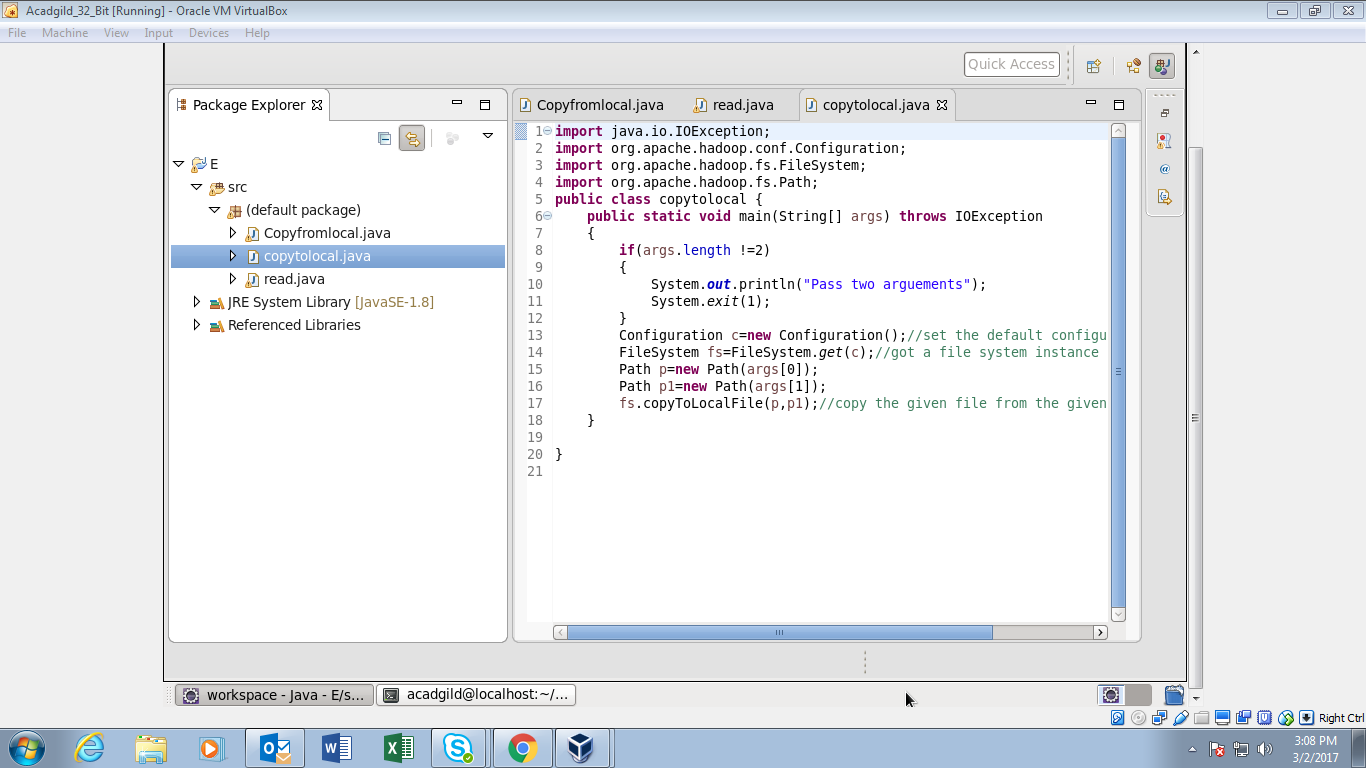 Acadgild_32_Bit [Running] - Oracle VM VirtualBox
File Machine View Input Devices Help
Quick Access
Package Explorer
E
src
(default package)
Copyfromlocal.java
copytolocal.java
read.java
JRE System Library [JavaSE-1.8]
Referenced Libraries
Copyfromlocal.java read.java copytolocal.java
1 import java.io.IOException;
2 import org.apache.hadoop.conf.Configuration;
3 import org.apache.hadoop.fs.FileSystem;
4 import org.apache.hadoop.fs.Path;
5 public class copytolocal {
6 public static void main(String[] args) throws IOException
7 {
8 if(args.length !=2)
9 {
10 System.out.println("Pass two arguements");
11 System.exit(1);
12 }
13 Configuration c=new Configuration();//set the default configu
14 FileSystem fs=FileSystem.get(c);//got a file system instance
15 Path p=new Path(args[0]);
16 Path p1=new Path(args[1]);
17 fs.copyToLocalFile(p,p1);//copy the given file from the given
18 }
19
20 }
21
workspace - Java - E/s... acadgild@localhost:~/...
Right Ctrl
3:08 PM
3/2/2017